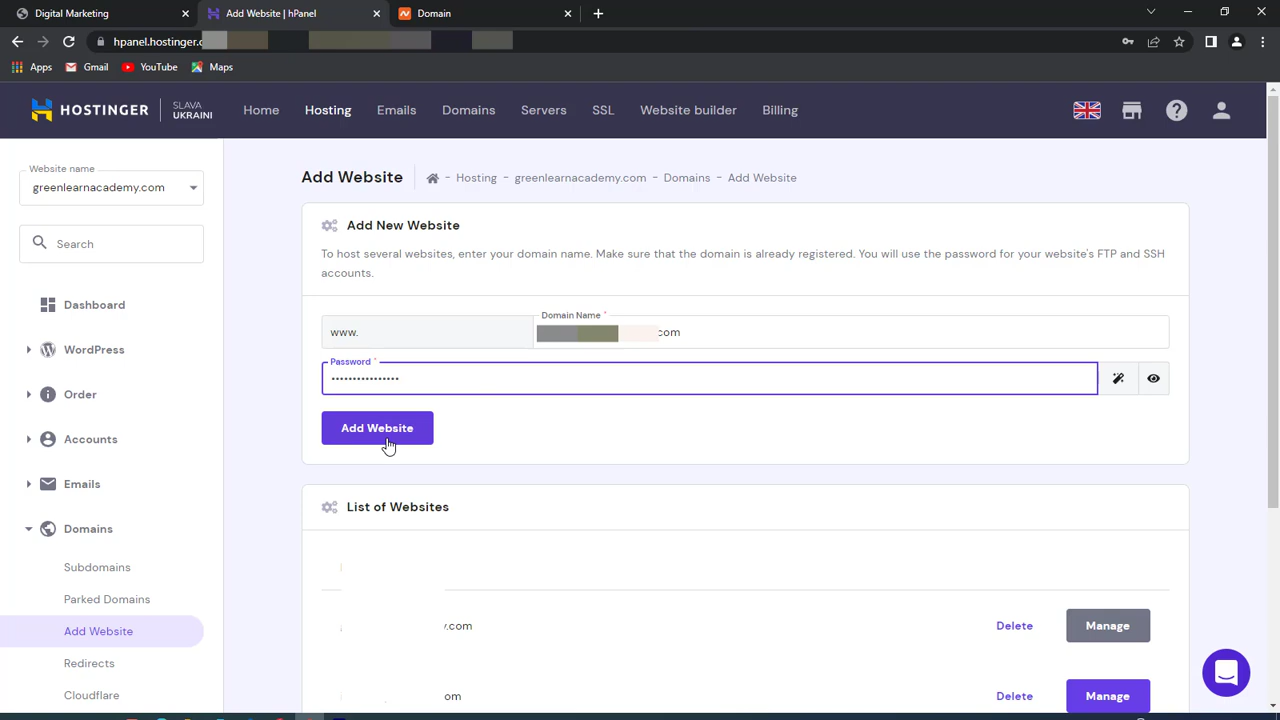 Digital Marketing
Add Website | hPanel
Domain
hpanel.hostinger.c
Apps
Gmail
YouTube
Maps
HOSTINGER
SLAVA
UKRAINI
Home
Hosting
Emails
Domains
Servers
SSL
Website builder
Billing
Website name
greenlearnacademy.com
Search
Dashboard
WordPress
Order
Accounts
Emails
Domains
Subdomains
Parked Domains
Add Website
Redirects
Cloudflare
Add Website
- Hosting - greenlearnacademy.com - Domains - Add Website
Add New Website
To host several websites, enter your domain name. Make sure that the domain is already registered. You will use the password for your website's FTP and SSH
accounts.
www.
Domain Name *
com
Password *
••••••••••••••••
Add Website
List of Websites
y.com
Delete
Manage
om
Delete
Manage